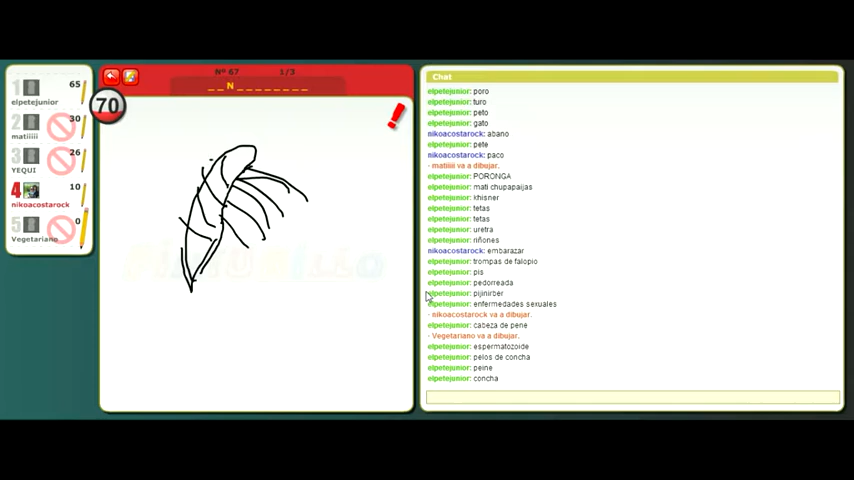 1 65
elpetejunior
2 30
matiiiii
3 26
YEQUI
4 10
nikoacostarock
5 0
Vegetariano
Nº 67 1/3
_ _ N _ _ _ _ _ _ _ _
70
Chat
elpetejunior: poro
elpetejunior: turo
elpetejunior: peto
elpetejunior: gato
nikoacostarock: abano
elpetejunior: pete
nikoacostarock: paco
- matiiiii va a dibujar.
elpetejunior: PORONGA
elpetejunior: mati chupapaijas
elpetejunior: khisner
elpetejunior: tetas
elpetejunior: tetas
elpetejunior: uretra
elpetejunior: riñones
nikoacostarock: embarazar
elpetejunior: trompas de falopio
elpetejunior: pis
elpetejunior: pedorreada
elpetejunior: pijinirber
elpetejunior: enfermedades sexuales
- nikoacostarock va a dibujar.
elpetejunior: cabeza de pene
- Vegetariano va a dibujar.
elpetejunior: espermatozoide
elpetejunior: pelos de concha
elpetejunior: peine
elpetejunior: concha